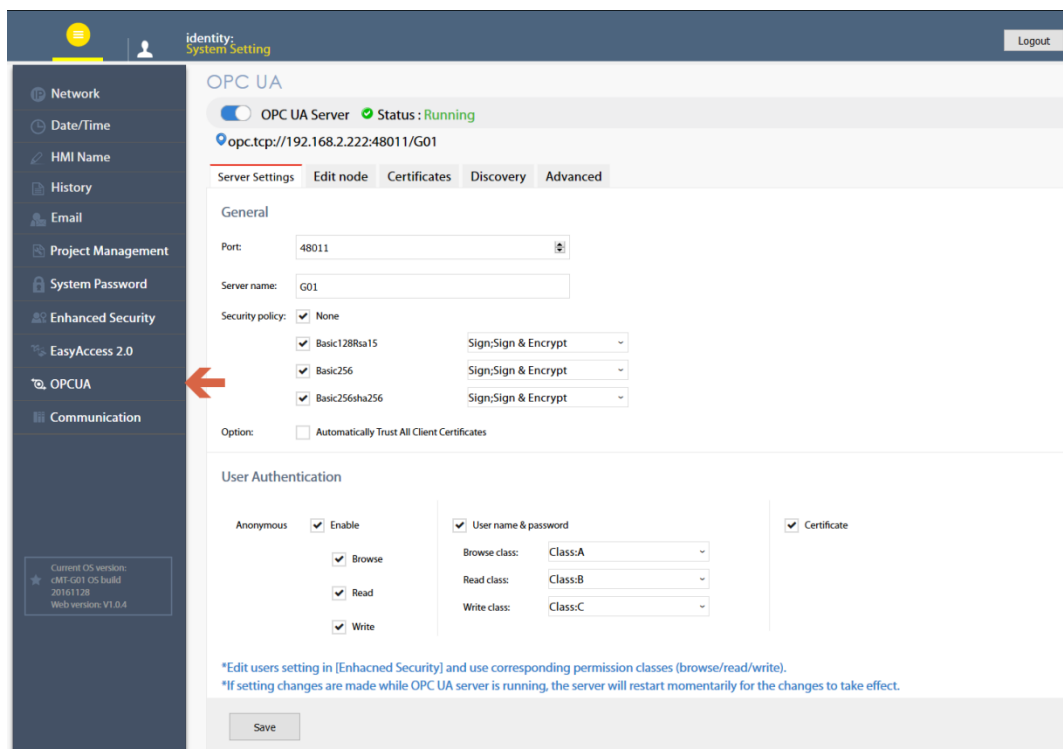 identity:
System Setting
Logout
Network
Date/Time
HMI Name
History
Email
Project Management
System Password
Enhanced Security
EasyAccess 2.0
OPCUA
Communication
Current OS version:
cMT-G01 OS build
20161128
Web version: V1.0.4
OPC UA
OPC UA Server Status : Running
opc.tcp://192.168.2.222:48011/G01
Server Settings Edit node Certificates Discovery Advanced
General
Port: 48011
Server name: G01
Security policy: None
Basic128Rsa15 Sign;Sign & Encrypt
Basic256 Sign;Sign & Encrypt
Basic256sha256 Sign;Sign & Encrypt
Option: Automatically Trust All Client Certificates
User Authentication
Anonymous Enable User name & password Certificate
Browse Browse class: Class:A
Read Read class: Class:B
Write Write class: Class:C
*Edit users setting in [Enhacned Security] and use corresponding permission classes (browse/read/write).
*If setting changes are made while OPC UA server is running, the server will restart momentarily for the changes to take effect.
Save